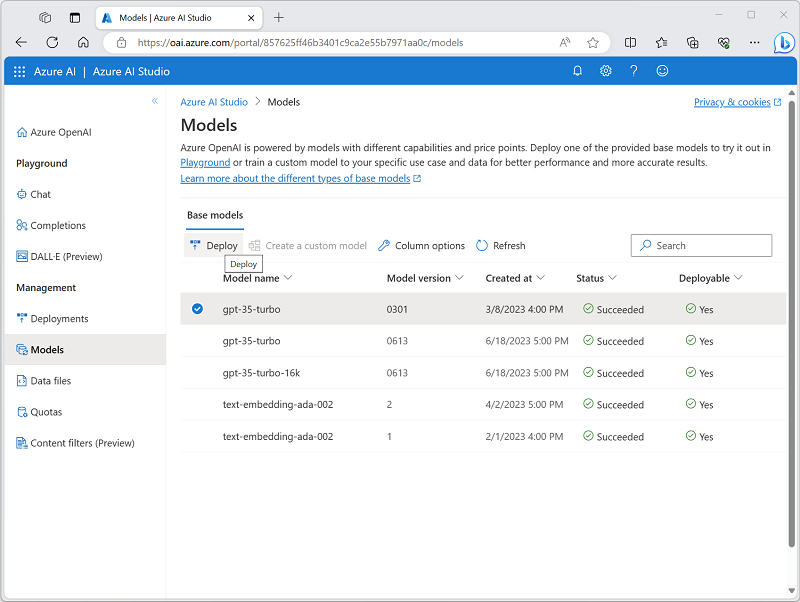 Models | Azure AI Studio
https://oai.azure.com/portal/857625ff46b3401c9ca2e55b7971aa0c/models
Azure AI | Azure AI Studio
Azure OpenAI
Playground
Chat
Completions
DALL·E (Preview)
Management
Deployments
Models
Data files
Quotas
Content filters (Preview)
Azure AI Studio > Models
Privacy & cookies
Models
Azure OpenAI is powered by models with different capabilities and price points. Deploy one of the provided base models to try it out in
Playground or train a custom model to your specific use case and data for better performance and more accurate results.
Learn more about the different types of base models
Base models
Deploy Create a custom model Column options Refresh Search
Deploy
Model name Model version Created at Status Deployable
gpt-35-turbo 0301 3/8/2023 4:00 PM Succeeded Yes
gpt-35-turbo 0613 6/18/2023 5:00 PM Succeeded Yes
gpt-35-turbo-16k 0613 6/18/2023 5:00 PM Succeeded Yes
text-embedding-ada-002 2 4/2/2023 5:00 PM Succeeded Yes
text-embedding-ada-002 1 2/1/2023 4:00 PM Succeeded Yes